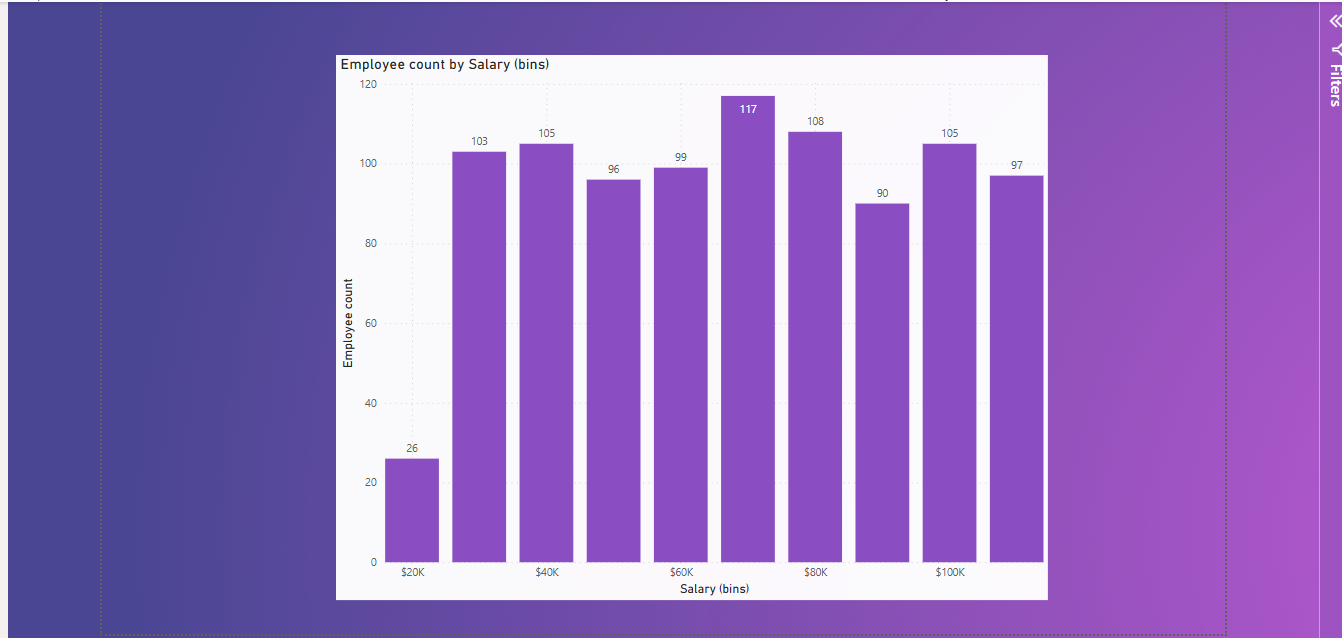 Employee count by Salary (bins)
120
100
80
60
40
20
0
Employee count
26
103
105
96
99
117
108
90
105
97
$20K
$40K
$60K
$80K
$100K
Salary (bins)
Filters